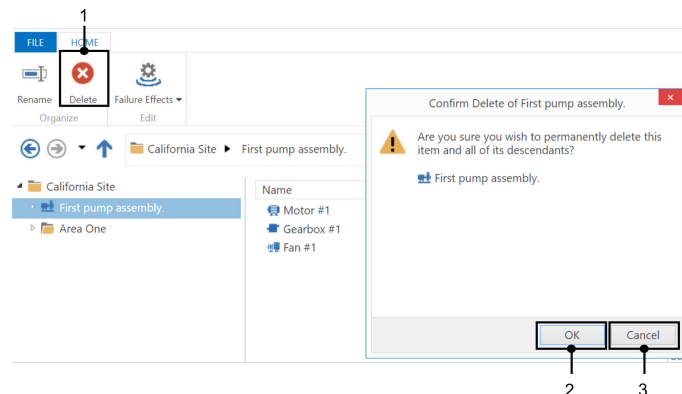 1
FILE HOME
Rename Delete Failure Effects
Organize Edit
California Site First pump assembly.
California Site
First pump assembly.
Area One
Name
Motor #1
Gearbox #1
Fan #1
Confirm Delete of First pump assembly.
Are you sure you wish to permanently delete this
item and all of its descendants?
First pump assembly.
OK Cancel
2 3